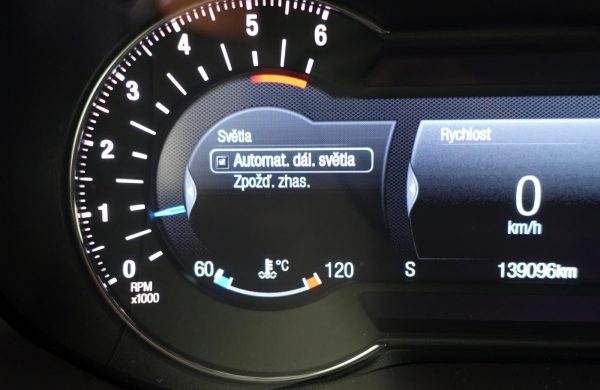 6
5
4
3
2
1
0
RPM
x1000
Světla
Automat. dál. světla
Zpožď. zhas.
60
°C
120
Rychlost
0
km/h
S
139096km